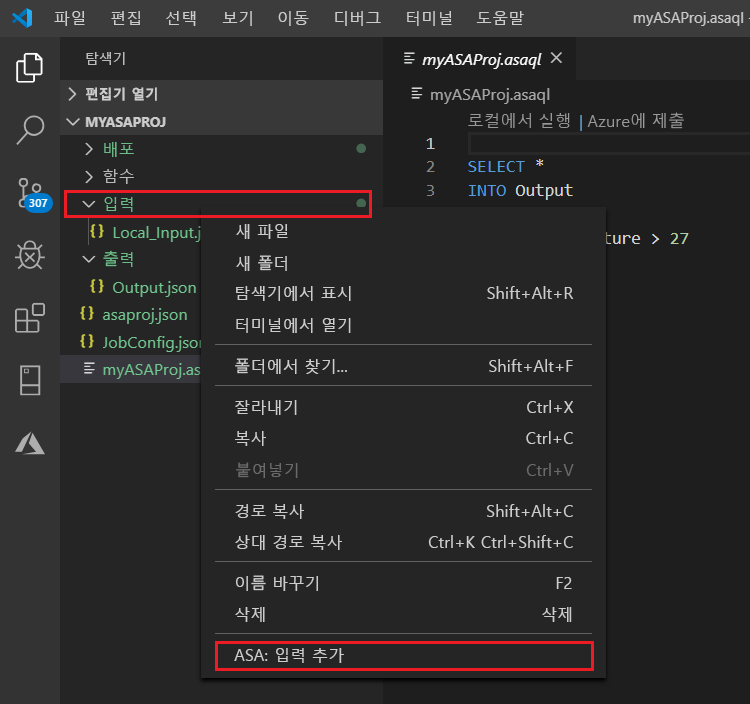 파일 편집 선택 보기 이동 디버그 터미널 도움말 myASAProj.asaql -
탐색기
편집기 열기
MYASAPROJ
배포
함수
입력
{} Local_Input.j
출력
{} Output.json
{} asaproj.json
{} JobConfig.json
myASAProj.as
307
myASAProj.asaql ×
myASAProj.asaql
로컬에서 실행 | Azure에 제출
1
2 SELECT *
3 INTO Output
ture > 27
새 파일
새 폴더
탐색기에서 표시 Shift+Alt+R
터미널에서 열기
폴더에서 찾기... Shift+Alt+F
잘라내기 Ctrl+X
복사 Ctrl+C
붙여넣기 Ctrl+V
경로 복사 Shift+Alt+C
상대 경로 복사 Ctrl+K Ctrl+Shift+C
이름 바꾸기 F2
삭제 삭제
ASA: 입력 추가